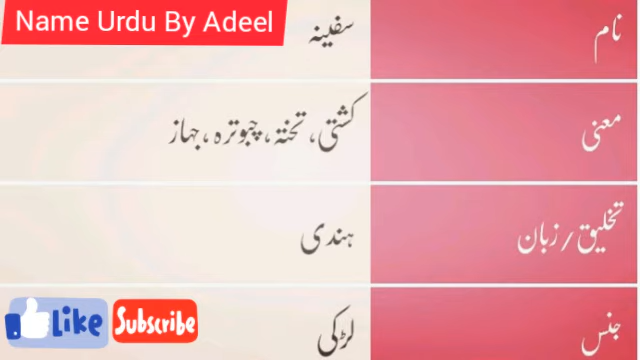 Name Urdu By Adeel
نام سفینہ
معنی کشتی، تختہ، چبوترہ، جہاز
تخلیق / زبان ہندی
جنس لڑکی
Like Subscribe